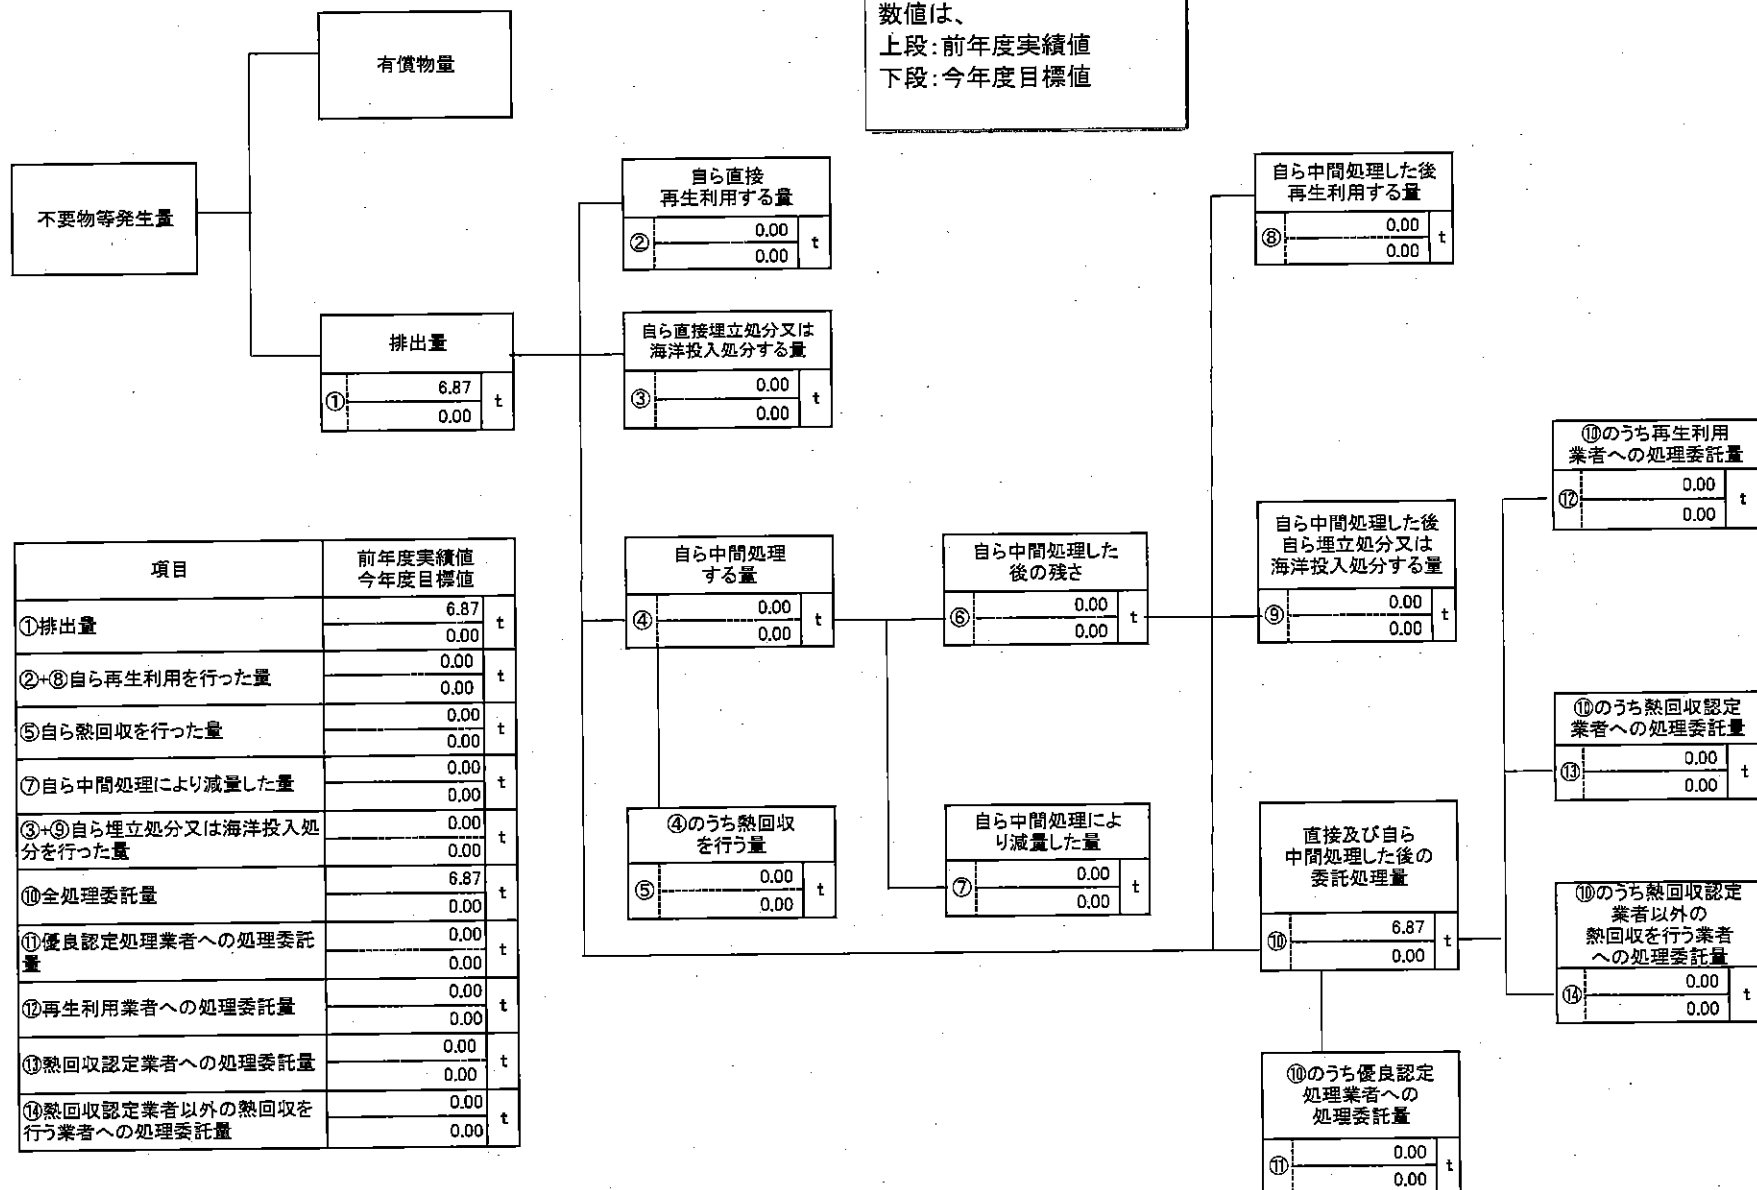 数値は、
上段：前年度実績値
下段：今年度目標値
有償物量
不要物等発生量
排出量
①
6.87
0.00
t
自ら直接
再生利用する量
②
0.00
0.00
t
自ら直接埋立処分又は
海洋投入処分する量
③
0.00
0.00
t
自ら中間処理
する量
④
0.00
0.00
t
④のうち熱回収
を行う量
⑤
0.00
0.00
t
自ら中間処理した
後の残さ
⑥
0.00
0.00
t
自ら中間処理によ
り減量した量
⑦
0.00
0.00
t
自ら中間処理した後
再生利用する量
⑧
0.00
0.00
t
自ら中間処理した後
自ら埋立処分又は
海洋投入処分する量
⑨
0.00
0.00
t
直接及び自ら
中間処理した後の
委託処理量
⑩
6.87
0.00
t
⑩のうち優良認定
処理業者への
処理委託量
⑪
0.00
0.00
t
⑩のうち再生利用
業者への処理委託量
⑫
0.00
0.00
t
⑩のうち熱回収認定
業者への処理委託量
⑬
0.00
0.00
t
⑩のうち熱回収認定
業者以外の
熱回収を行う業者
への処理委託量
⑭
0.00
0.00
t
項目
前年度実績値
今年度目標値
①排出量
6.87
0.00
t
②+⑧自ら再生利用を行った量
0.00
0.00
t
⑤自ら熱回収を行った量
0.00
0.00
t
⑦自ら中間処理により減量した量
0.00
0.00
t
③+⑨自ら埋立処分又は海洋投入処
分を行った量
0.00
0.00
t
⑩全処理委託量
6.87
0.00
t
⑪優良認定処理業者への処理委託
量
0.00
0.00
t
⑫再生利用業者への処理委託量
0.00
0.00
t
⑬熱回収認定業者への処理委託量
0.00
0.00
t
⑭熱回収認定業者以外の熱回収を
行う業者への処理委託量
0.00
0.00
t